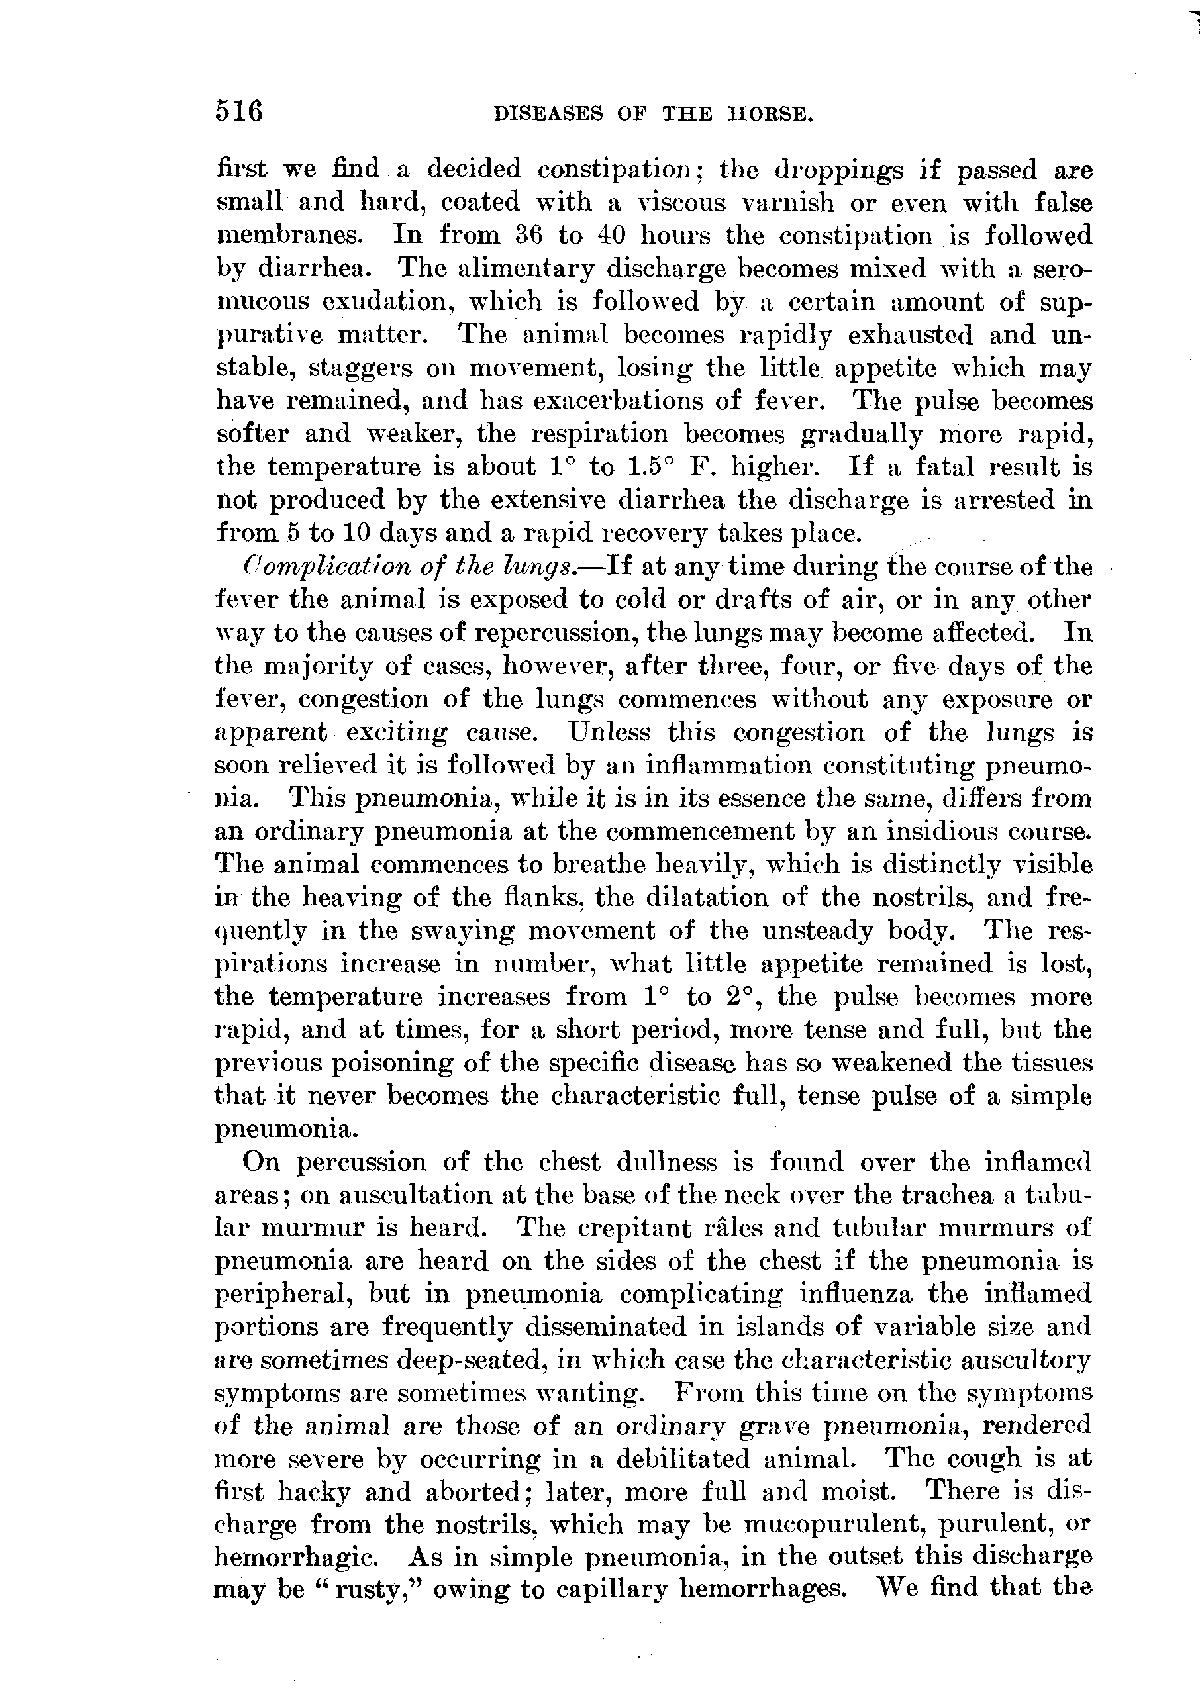 516 DISEASES OF THE HORSE.
first we find a decided constipation; the droppings if passed are
small and hard, coated with a viscous varnish or even with false
membranes. In from 36 to 40 hours the constipation is followed
by diarrhea. The alimentary discharge becomes mixed with a sero-
mucous exudation, which is followed by a certain amount of sup-
purative matter. The animal becomes rapidly exhausted and un-
stable, staggers on movement, losing the little appetite which may
have remained, and has exacerbations of fever. The pulse becomes
softer and weaker, the respiration becomes gradually more rapid,
the temperature is about 1° to 1.5° F. higher. If a fatal result is
not produced by the extensive diarrhea the discharge is arrested in
from 5 to 10 days and a rapid recovery takes place.
Complication of the lungs.—If at any time during the course of the
fever the animal is exposed to cold or drafts of air, or in any other
way to the causes of repercussion, the lungs may become affected. In
the majority of cases, however, after three, four, or five days of the
fever, congestion of the lungs commences without any exposure or
apparent exciting cause. Unless this congestion of the lungs is
soon relieved it is followed by an inflammation constituting pneumo-
nia. This pneumonia, while it is in its essence the same, differs from
an ordinary pneumonia at the commencement by an insidious course.
The animal commences to breathe heavily, which is distinctly visible
in the heaving of the flanks, the dilatation of the nostrils, and fre-
quently in the swaying movement of the unsteady body. The res-
pirations increase in number, what little appetite remained is lost,
the temperature increases from 1° to 2°, the pulse becomes more
rapid, and at times, for a short period, more tense and full, but the
previous poisoning of the specific disease has so weakened the tissues
that it never becomes the characteristic full, tense pulse of a simple
pneumonia.
On percussion of the chest dullness is found over the inflamed
areas; on auscultation at the base of the neck over the trachea a tubu-
lar murmur is heard. The crepitant râles and tubular murmurs of
pneumonia are heard on the sides of the chest if the pneumonia is
peripheral, but in pneumonia complicating influenza the inflamed
portions are frequently disseminated in islands of variable size and
are sometimes deep-seated, in which case the characteristic auscultory
symptoms are sometimes wanting. From this time on the symptoms
of the animal are those of an ordinary grave pneumonia, rendered
more severe by occurring in a debilitated animal. The cough is at
first hacky and aborted; later, more full and moist. There is dis-
charge from the nostrils, which may be mucopurulent, purulent, or
hemorrhagic. As in simple pneumonia, in the outset this discharge
may be "rusty," owing to capillary hemorrhages. We find that the